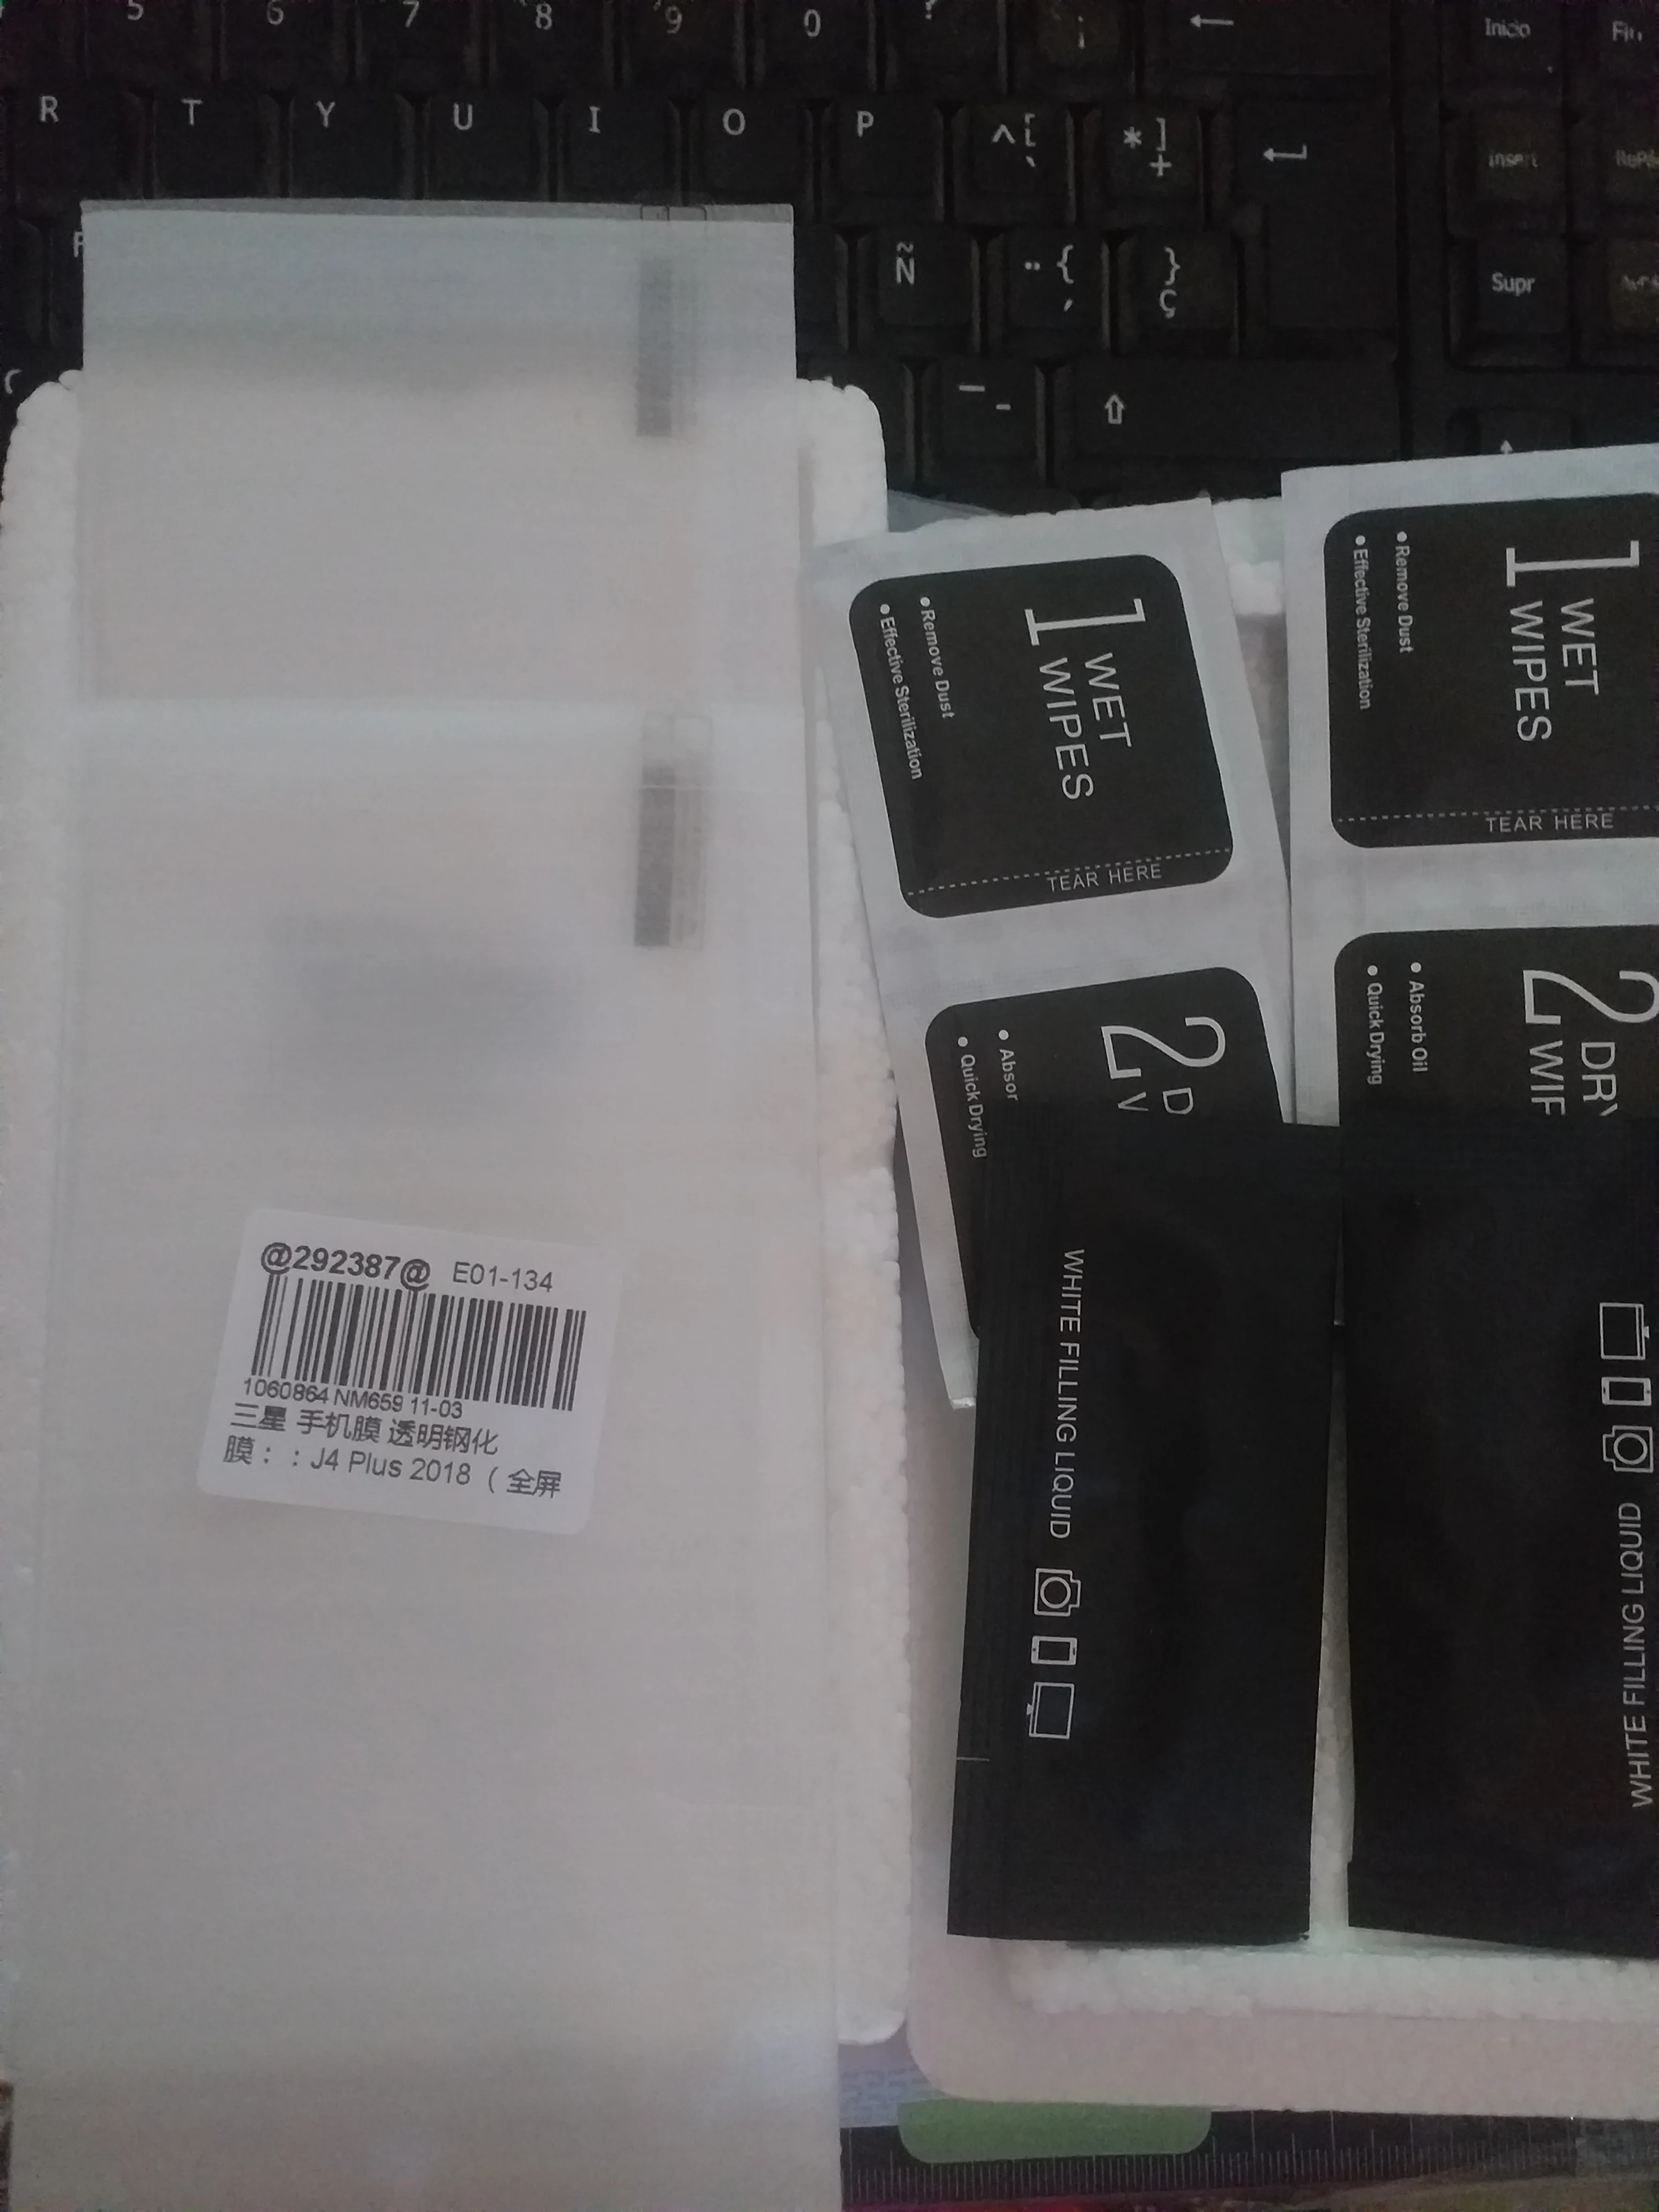 5 6 7 8 9 0 ? ¡ ←
Inicio
R T Y U I O P ^ [ ` * ] +
Insert
F
Ñ ¨ { ´ } Ç
Supr
C
– -
1 WET
WIPES
● Remove Dust
● Effective Sterilization
TEAR HERE
1 WET
WIPES
● Remove Dust
● Effective Sterilization
TEAR HERE
2 D
● Absor
● Quick Drying
2 DRY
● Absorb Oil
● Quick Drying
WHITE FILLING LIQUID
WHITE FILLING LIQUID
@292387@ E01-134
1060864 NM659 11-03
三星 手机膜 透明钢化
膜：：J4 Plus 2018（全屏